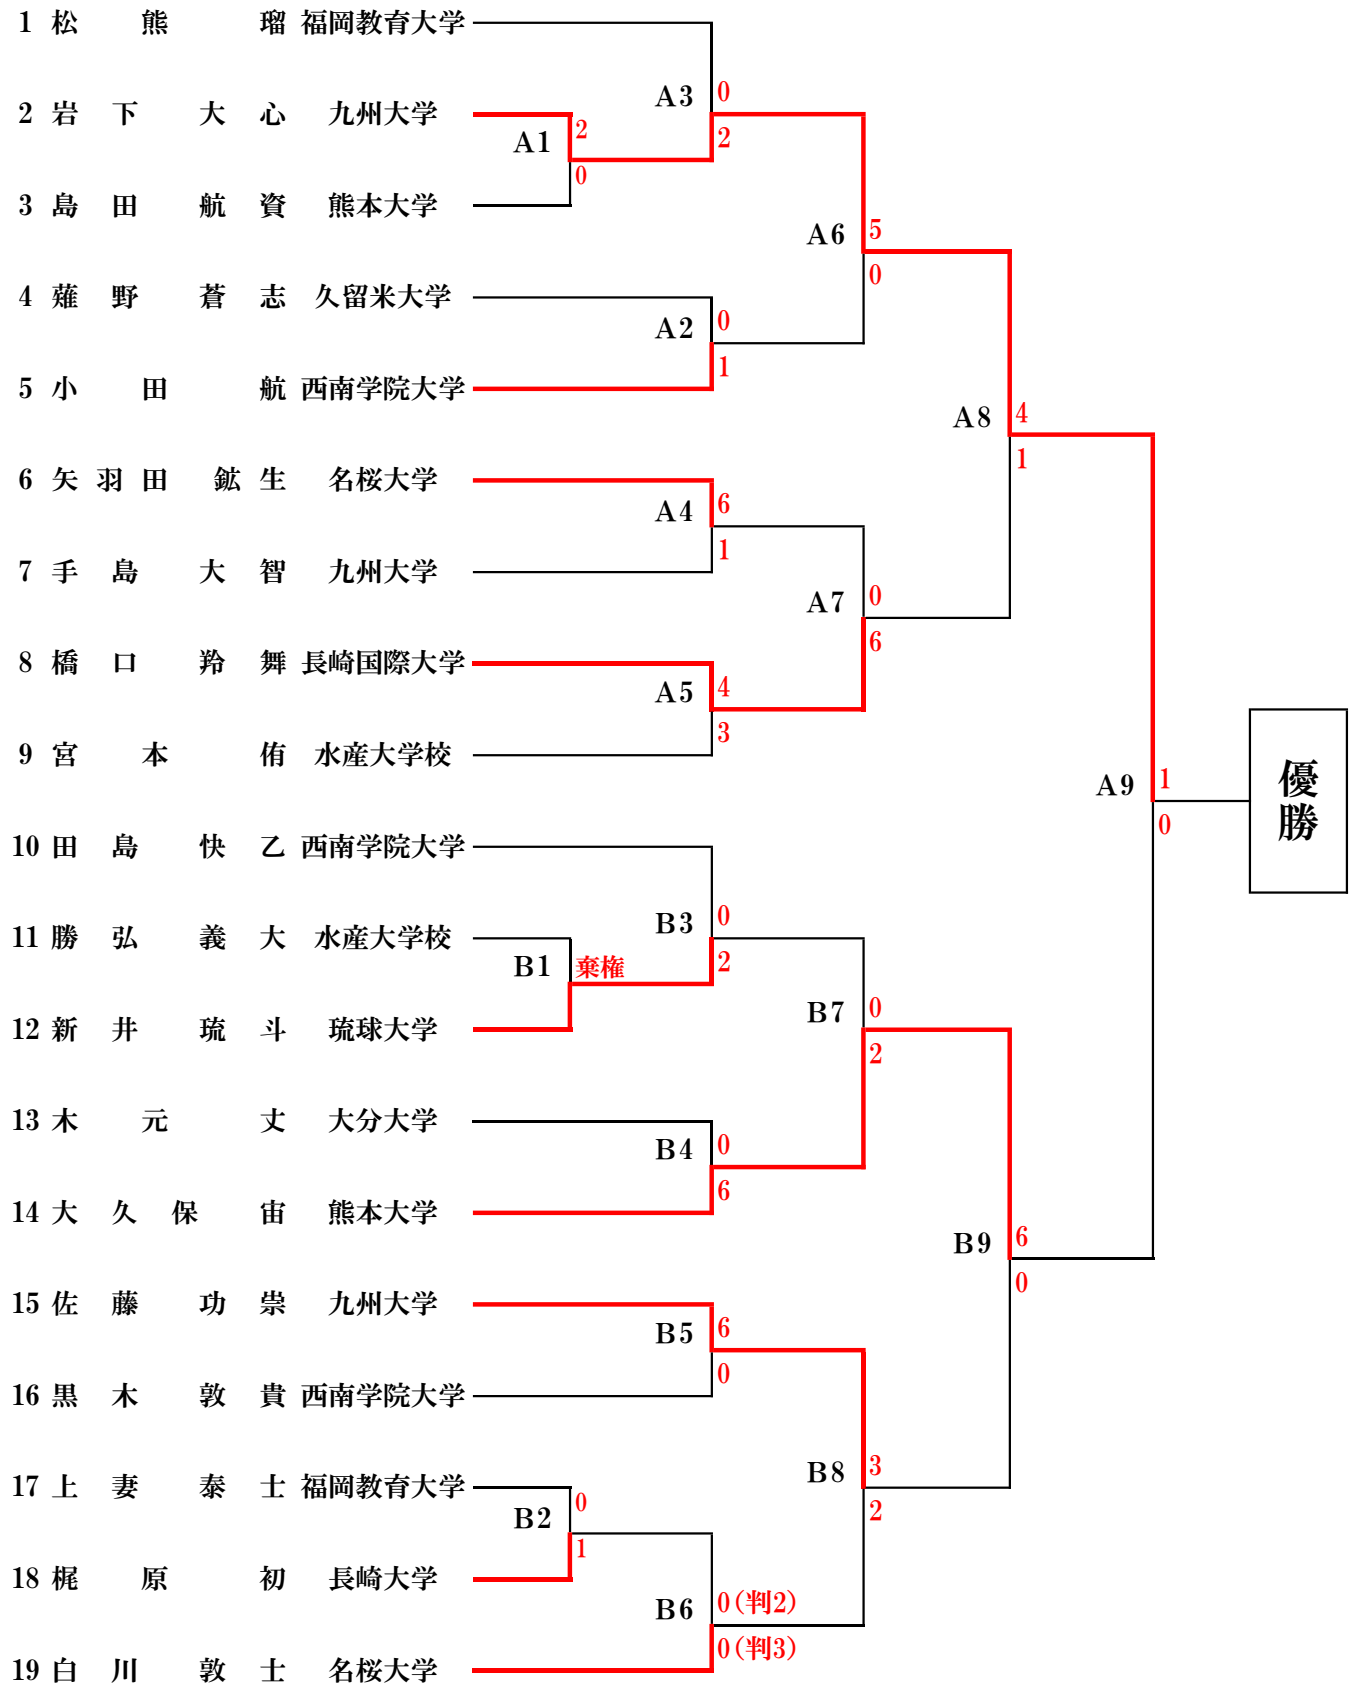 1 松熊 瑠 福岡教育大学
A3 0
2 岩下 大心 九州大学
2
2
A1
0
3 島田 航資 熊本大学
A6 5
0
4 薙野 蒼志 久留米大学
A2 0
1
5 小田 航 西南学院大学
A8 4
1
6 矢羽田 鉱生 名桜大学
A4 6
1
7 手島 大智 九州大学
A7 0
6
8 橋口 羚舞 長崎国際大学
A5 4
3
9 宮本 侑 水産大学校
A9 1
0
優勝
10 田島 快乙 西南学院大学
B3 0
2
11 勝弘 義大 水産大学校
B1 棄権
12 新井 琉斗 琉球大学
B7 0
2
13 木元 丈 大分大学
B4 0
6
14 大久保 宙 熊本大学
B9 6
0
15 佐藤 功崇 九州大学
B5 6
0
16 黒木 敦貴 西南学院大学
B8 3
2
17 上妻 泰士 福岡教育大学
B2 0
1
18 梶原 初 長崎大学
B6 0(判2)
0(判3)
19 白川 敦士 名桜大学